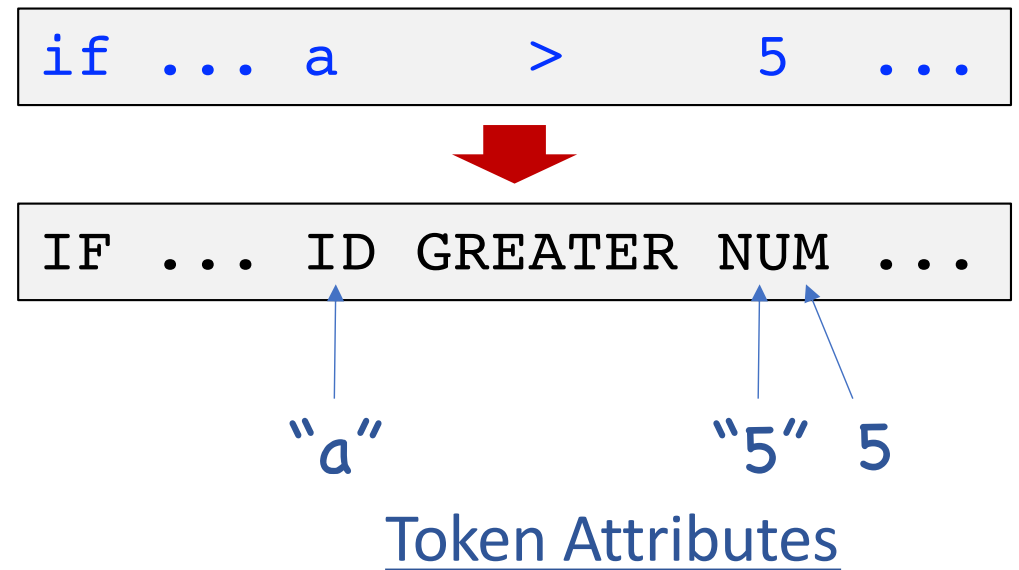 if ... a > 5 ...
IF ... ID GREATER NUM ...
“a” “5” 5
Token Attributes